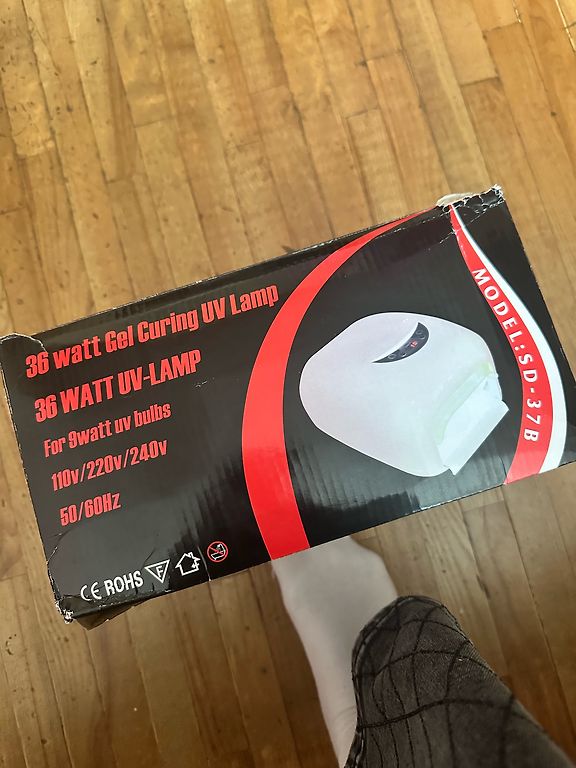 36 watt Gel Curing UV Lamp
36 WATT UV-LAMP
For 9watt uv bulbs
110v/220v/240v
50/60Hz
CE ROHS F
MODEL:SD-37B